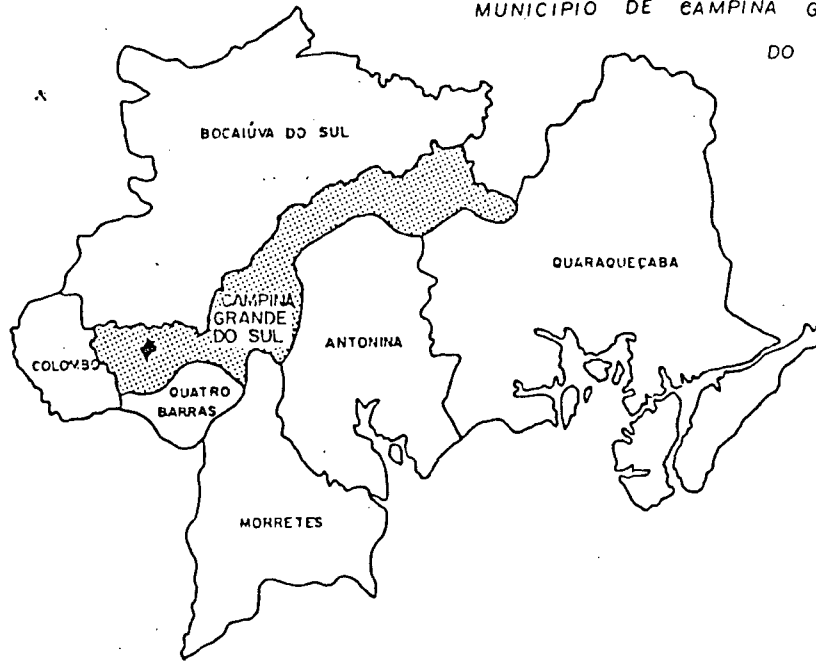 MUNICIPIO DE CAMPINA G
DO
BOCAIÚVA DO SUL
QUARAQUEÇABA
CAMPINA
GRANDE
DO SUL
ANTONINA
COLOMBO
QUATRO
BARRAS
MORRETES